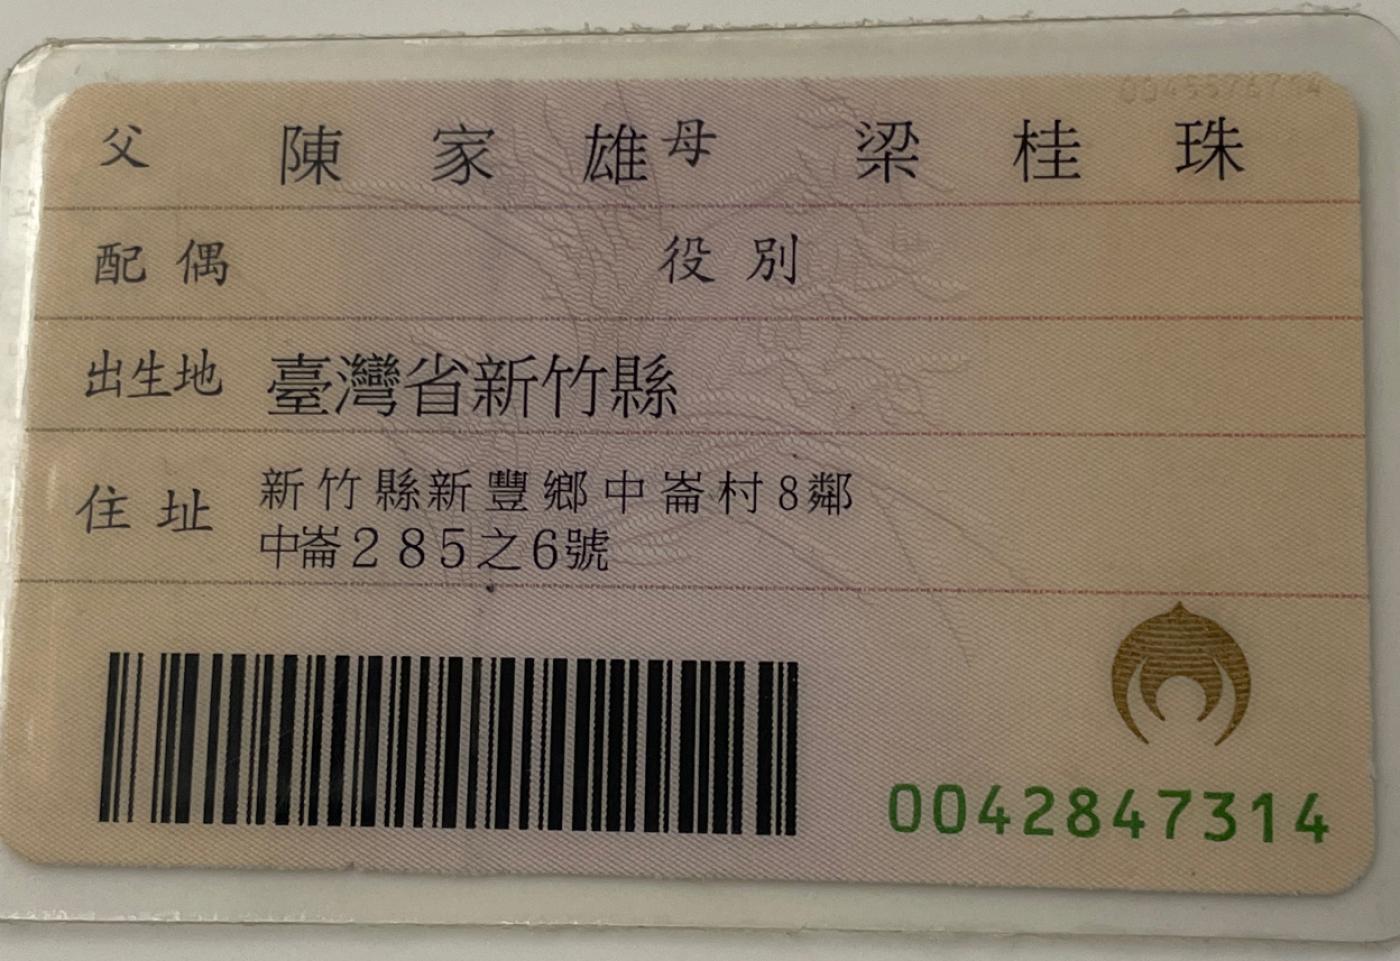 父 陳家雄 母 梁桂珠
配偶 役別
出生地 臺灣省新竹縣
住址 新竹縣新豐鄉中崙村8鄰
中崙285之6號
0042847314